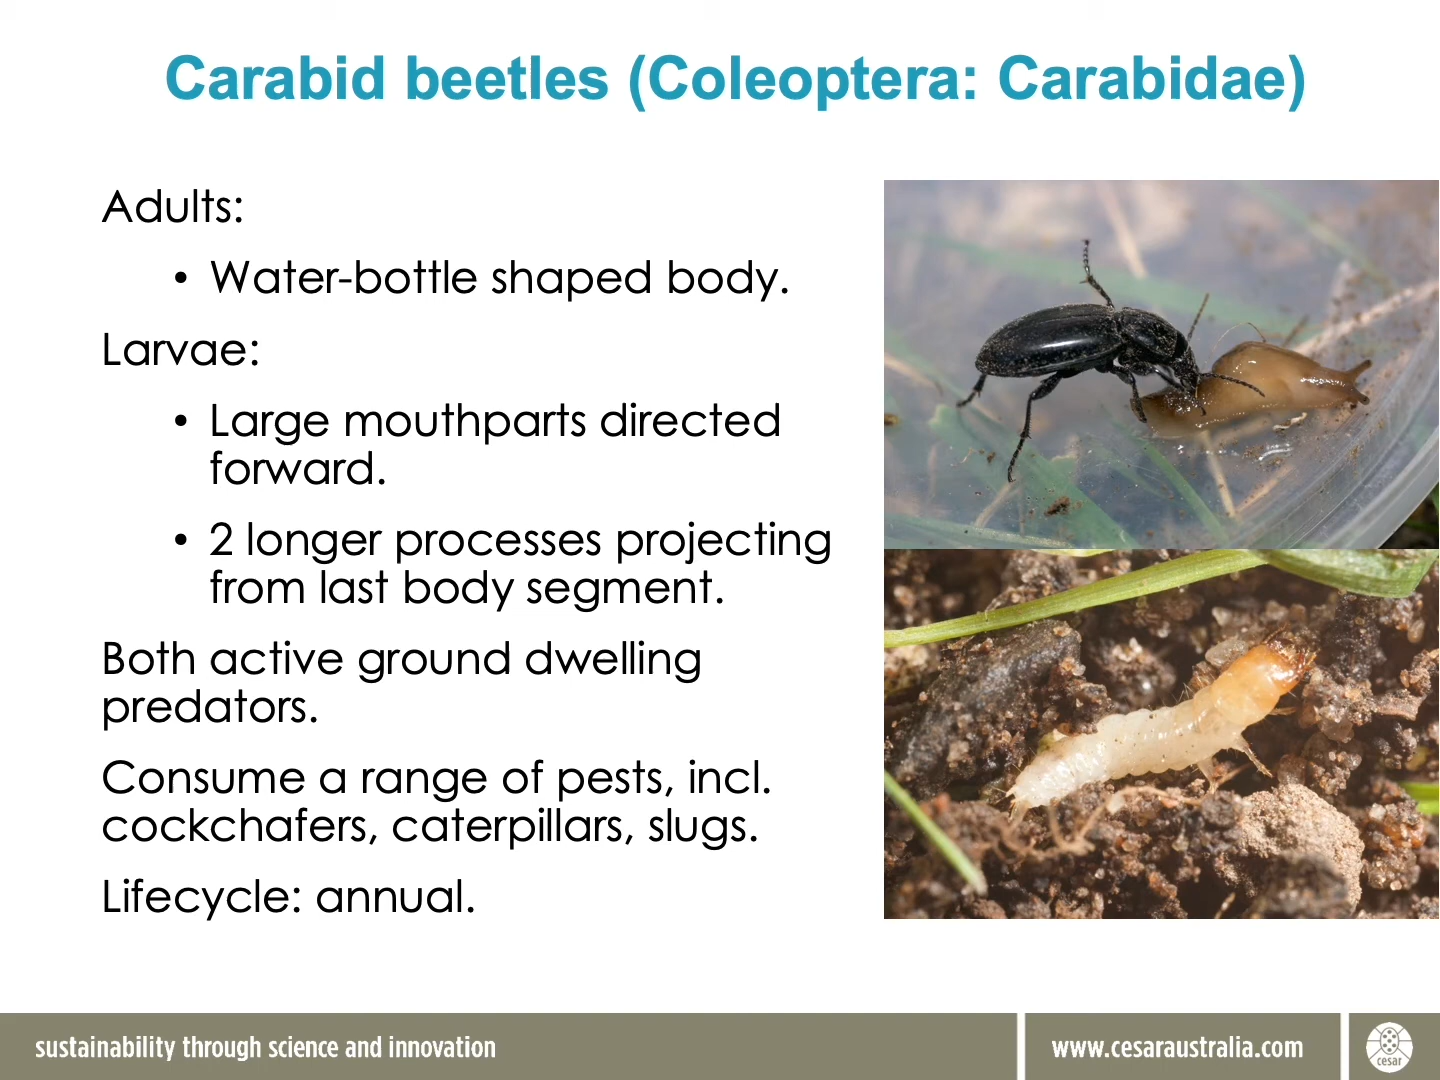 Carabid beetles (Coleoptera: Carabidae)
Adults:
• Water-bottle shaped body.
Larvae:
• Large mouthparts directed
forward.
• 2 longer processes projecting
from last body segment.
Both active ground dwelling
predators.
Consume a range of pests, incl.
cockchafers, caterpillars, slugs.
Lifecycle: annual.
sustainability through science and innovation
www.cesaraustralia.com
cesar